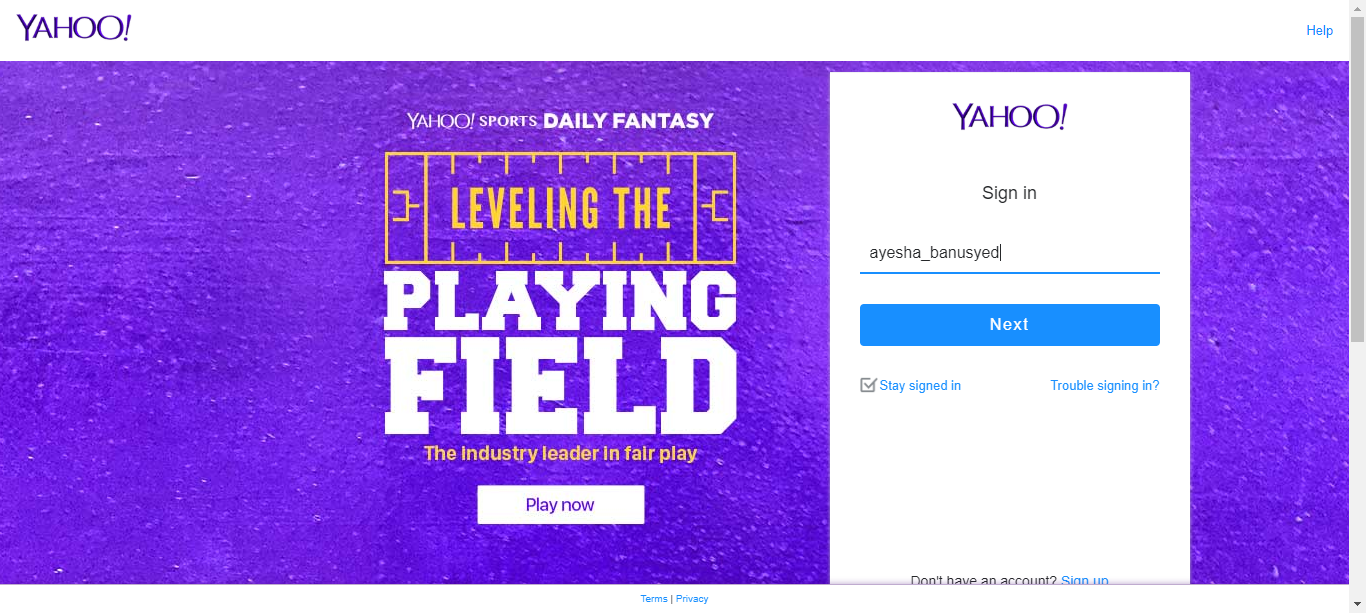 YAHOO!
Help
YAHOO! SPORTS DAILY FANTASY
LEVELING THE
PLAYING
FIELD
The industry leader in fair play
Play now
YAHOO!
Sign in
ayesha_banusyed
Next
Stay signed in
Trouble signing in?
Don't have an account? Sign up
Terms | Privacy